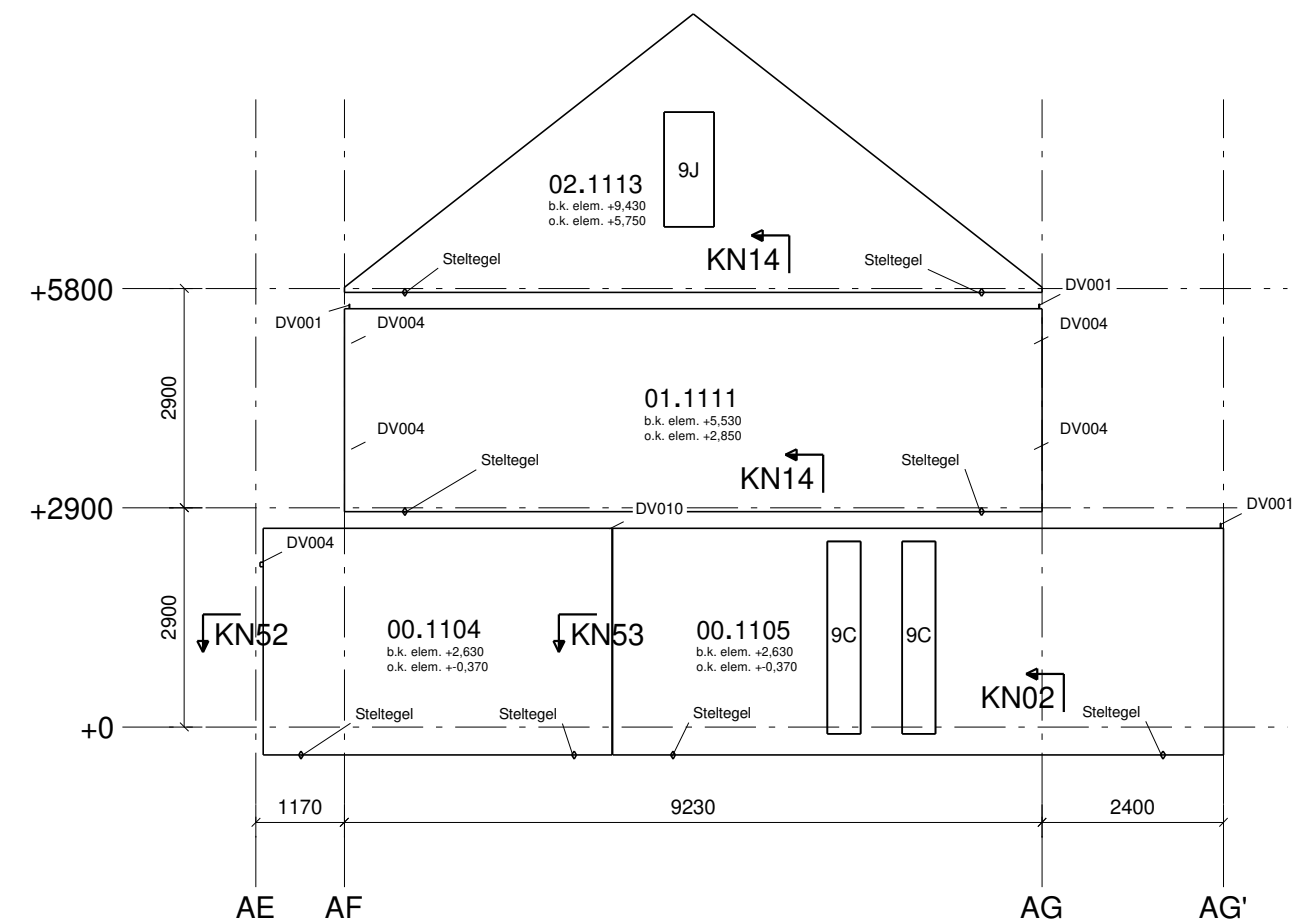 9J
02.1113
b.k. elem. +9,430
o.k. elem. +5,750
KN14
Steltegel
Steltegel
+5800
DV001
DV001
DV004
DV004
2900
01.1111
b.k. elem. +5,530
o.k. elem. +2,850
DV004
DV004
Steltegel
KN14
Steltegel
+2900
DV010
DV001
DV004
2900
KN52
00.1104
b.k. elem. +2,630
o.k. elem. +-0,370
KN53
00.1105
b.k. elem. +2,630
o.k. elem. +-0,370
9C
9C
KN02
+0
Steltegel
Steltegel
Steltegel
Steltegel
1170
9230
2400
AE
AF
AG
AG'